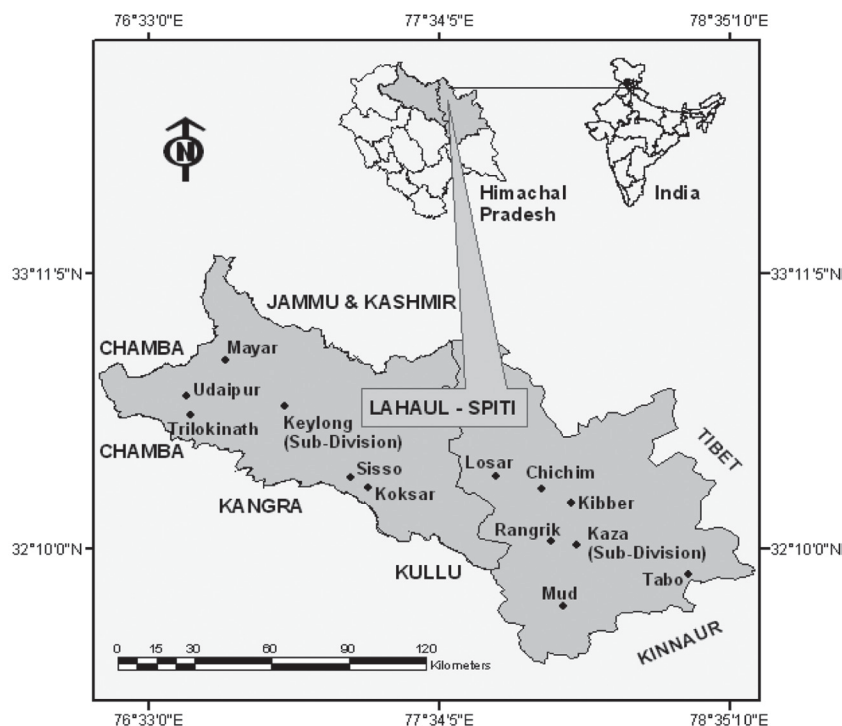 76°33'0"E
77°34'5"E
78°35'10"E
N
Himachal
Pradesh
India
33°11'5"N
33°11'5"N
JAMMU & KASHMIR
CHAMBA
Mayar
Udaipur
LAHAUL - SPITI
Trilokinath
Keylong
(Sub-Division)
CHAMBA
TIBET
Sisso
Losar
Chichim
Koksar
Kibber
KANGRA
Rangrik
Kaza
(Sub-Division)
32°10'0"N
32°10'0"N
KULLU
Tabo
Mud
KINNAUR
0 15 30 60 90 120
Kilometers
76°33'0"E
77°34'5"E
78°35'10"E